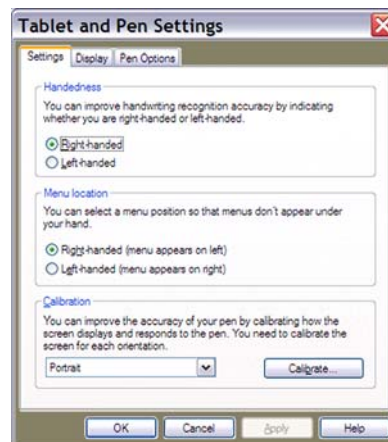 Tablet and Pen Settings
Settings Display Pen Options
Handedness
You can improve handwriting recognition accuracy by indicating
whether you are right-handed or left-handed.
Right-handed
Left-handed
Menu location
You can select a menu position so that menus don't appear under
your hand.
Right-handed (menu appears on left)
Left-handed (menu appears on right)
Calibration
You can improve the accuracy of your pen by calibrating how the
screen displays and responds to the pen. You need to calibrate the
screen for each orientation.
Portrait Calibrate...
OK Cancel Apply Help